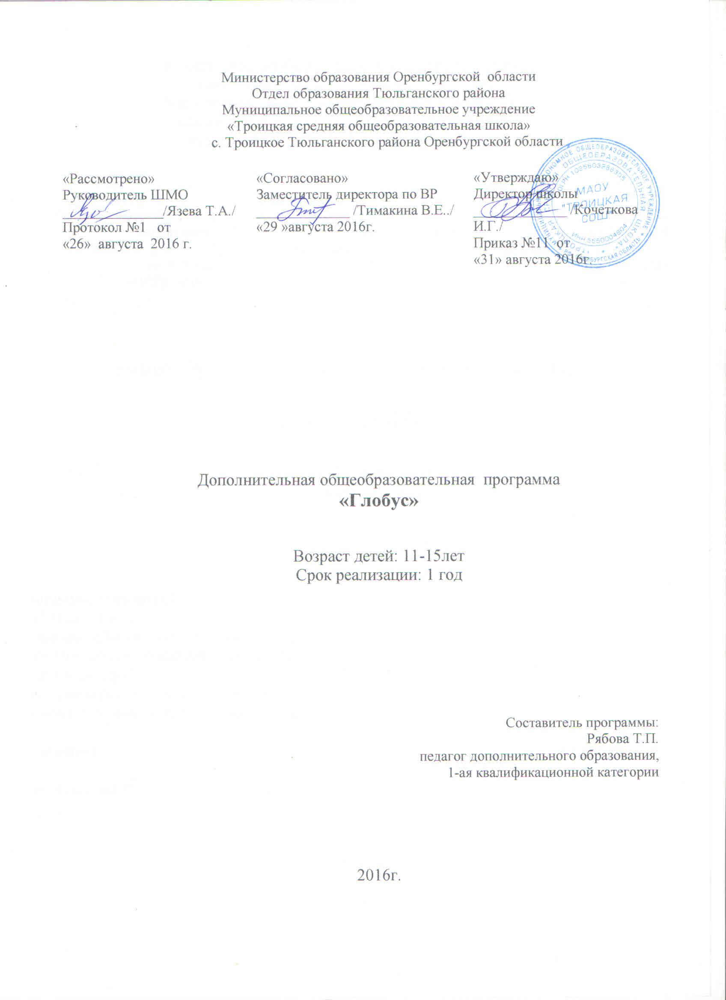 Министерство образования Оренбургской  области
Отдел образования Тюльганского района
Муниципальное общеобразовательное учреждение
«Троицкая средняя общеобразовательная школа»
с. Троицкое Тюльганского района Оренбургской области
«Рассмотрено»
Руководитель ШМО
______________/Язева Т.А./
Протокол №1   от
«26»  августа  2016 г.
«Согласовано»
Заместитель директора по ВР
_____________ /Тимакина В.Е../
«29 »августа 2016г.
«Утверждаю»
Директор школы
_____________ /Кочеткова
И.Г./
Приказ №11  от
«31» августа 2016г.
МАОУ
"ТРОИЦКАЯ
СОШ"
Дополнительная общеобразовательная  программа
«Глобус»
Возраст детей: 11-15лет
Срок реализации: 1 год
Составитель программы:
Рябова Т.П.
педагог дополнительного образования,
1-ая квалификационной категории
2016г.